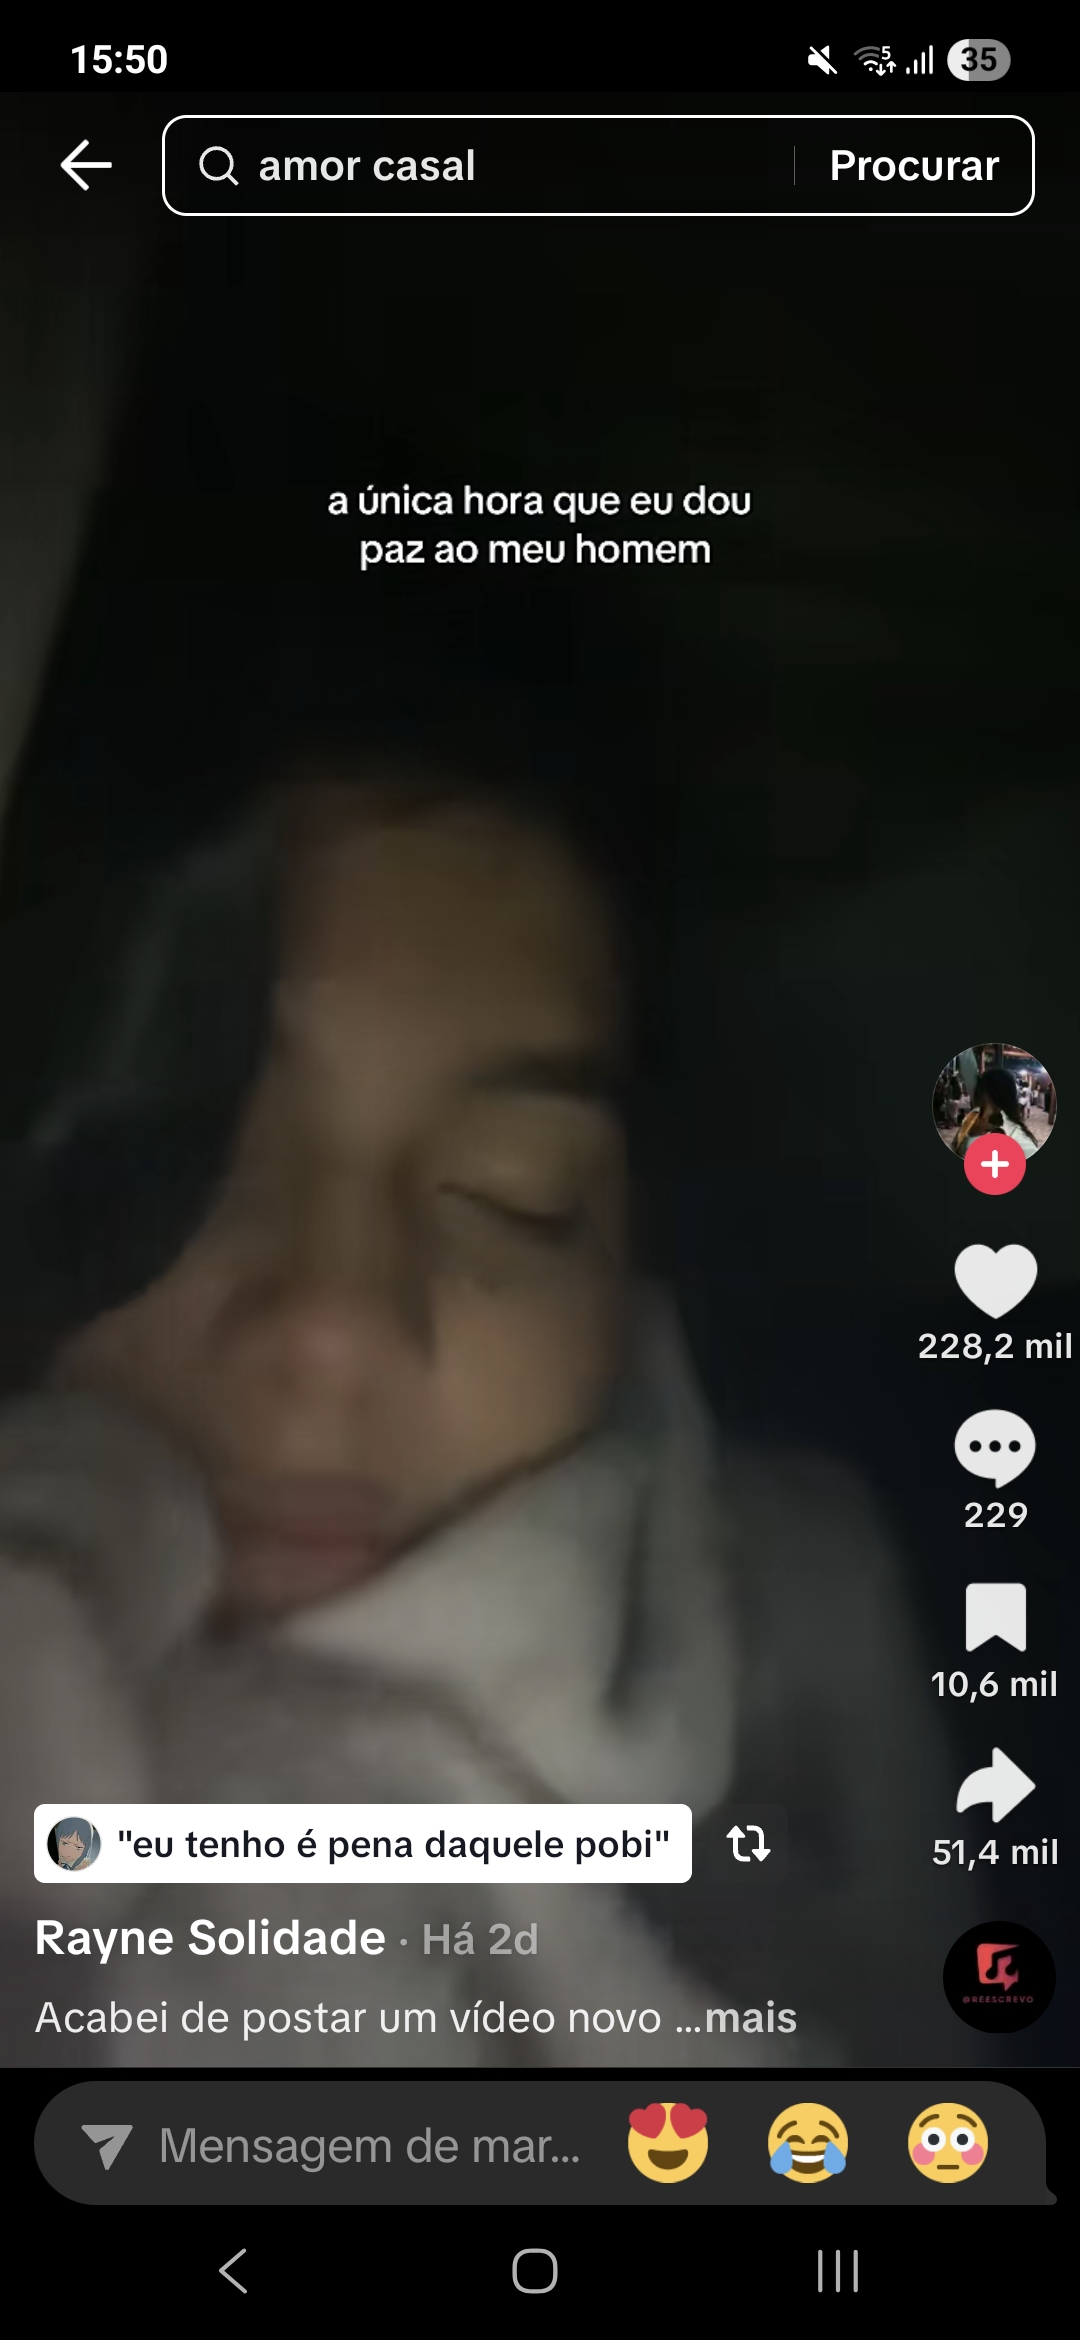 15:50
5
35
amor casal
Procurar
a única hora que eu dou
paz ao meu homem
228,2 mil
229
10,6 mil
51,4 mil
"eu tenho é pena daquele pobi"
Rayne Solidade · Há 2d
@REESCREVO
Acabei de postar um vídeo novo ...mais
Mensagem de mar...